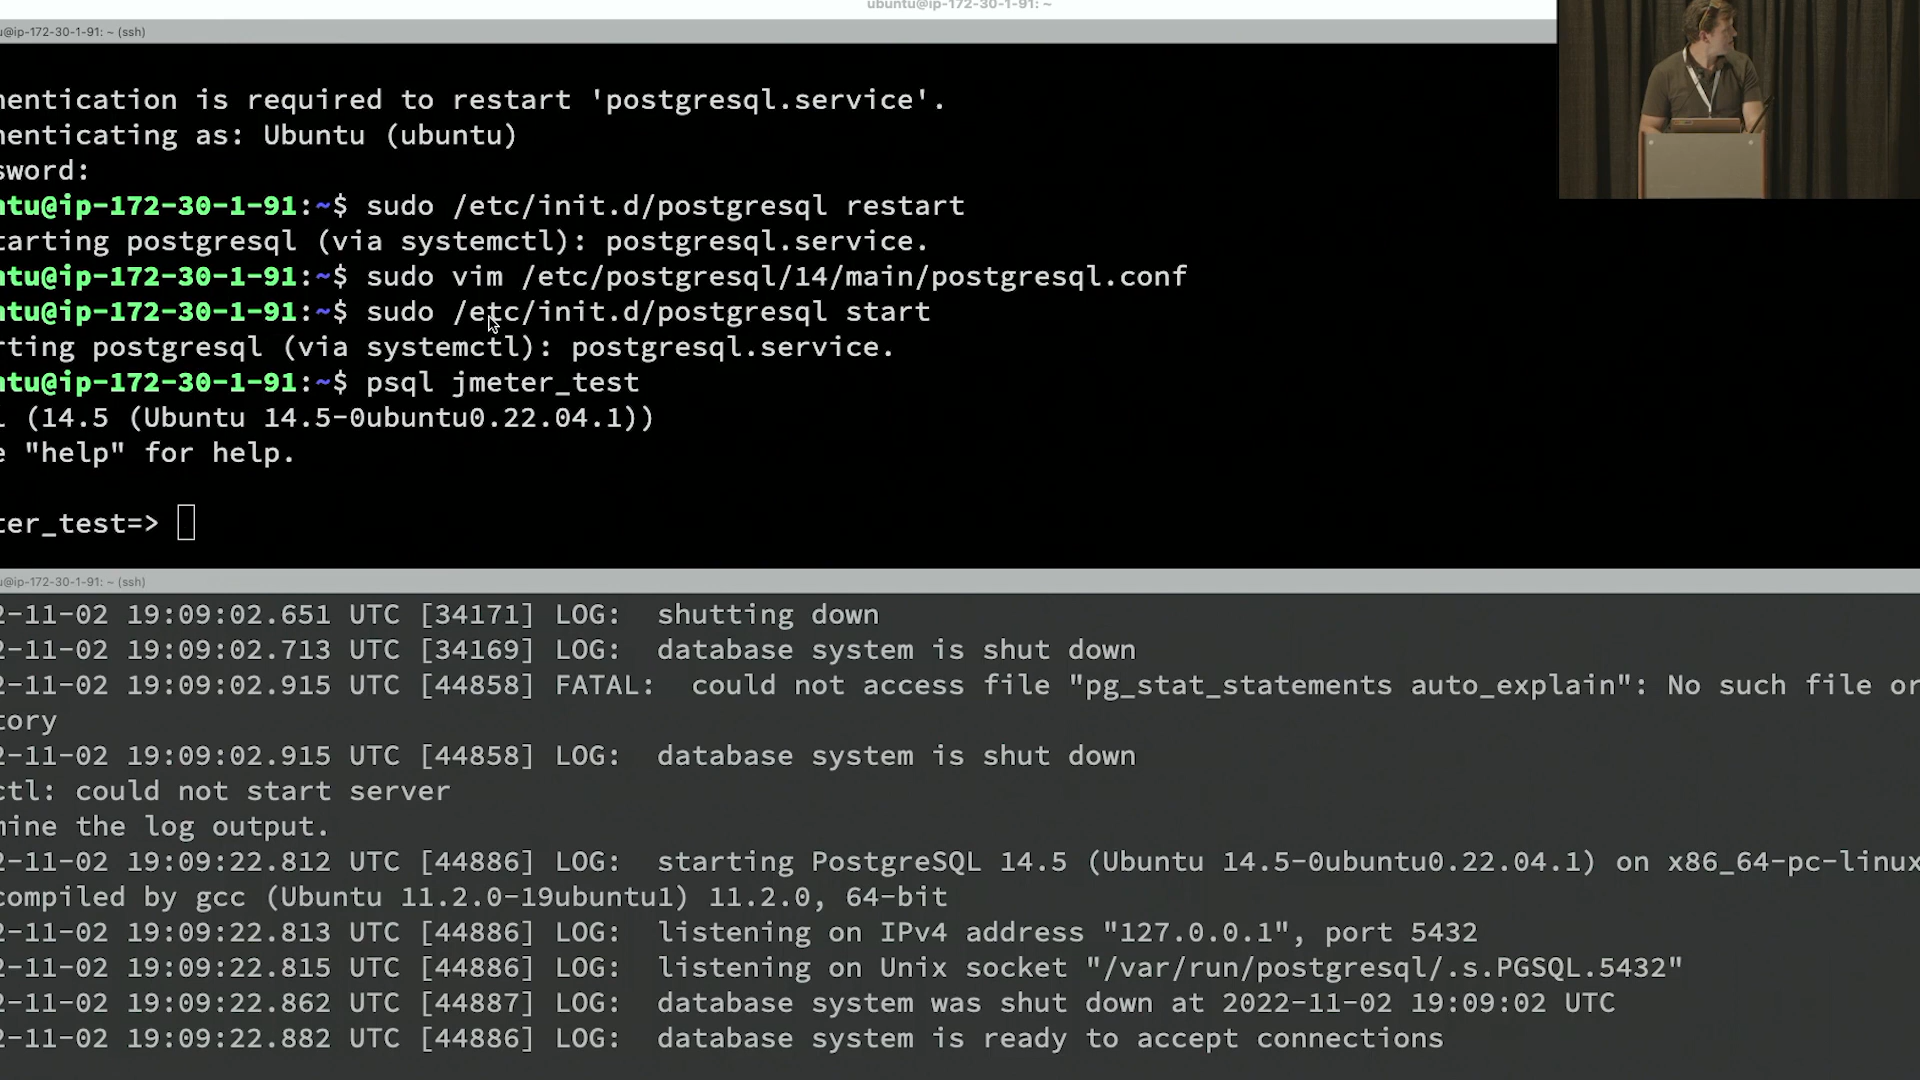 ubuntu@ip-172-30-1-91: ~
u@ip-172-30-1-91: ~ (ssh)
hentication is required to restart 'postgresql.service'.
henticating as: Ubuntu (ubuntu)
sword:
ntu@ip-172-30-1-91:~$ sudo /etc/init.d/postgresql restart
tarting postgresql (via systemctl): postgresql.service.
ntu@ip-172-30-1-91:~$ sudo vim /etc/postgresql/14/main/postgresql.conf
ntu@ip-172-30-1-91:~$ sudo /etc/init.d/postgresql start
rting postgresql (via systemctl): postgresql.service.
ntu@ip-172-30-1-91:~$ psql jmeter_test
l (14.5 (Ubuntu 14.5-0ubuntu0.22.04.1))
e "help" for help.
ter_test=>
u@ip-172-30-1-91: ~ (ssh)
2-11-02 19:09:02.651 UTC [34171] LOG:  shutting down
2-11-02 19:09:02.713 UTC [34169] LOG:  database system is shut down
2-11-02 19:09:02.915 UTC [44858] FATAL:  could not access file "pg_stat_statements auto_explain": No such file or
tory
2-11-02 19:09:02.915 UTC [44858] LOG:  database system is shut down
ctl: could not start server
mine the log output.
2-11-02 19:09:22.812 UTC [44886] LOG:  starting PostgreSQL 14.5 (Ubuntu 14.5-0ubuntu0.22.04.1) on x86_64-pc-linux
compiled by gcc (Ubuntu 11.2.0-19ubuntu1) 11.2.0, 64-bit
2-11-02 19:09:22.813 UTC [44886] LOG:  listening on IPv4 address "127.0.0.1", port 5432
2-11-02 19:09:22.815 UTC [44886] LOG:  listening on Unix socket "/var/run/postgresql/.s.PGSQL.5432"
2-11-02 19:09:22.862 UTC [44887] LOG:  database system was shut down at 2022-11-02 19:09:02 UTC
2-11-02 19:09:22.882 UTC [44886] LOG:  database system is ready to accept connections